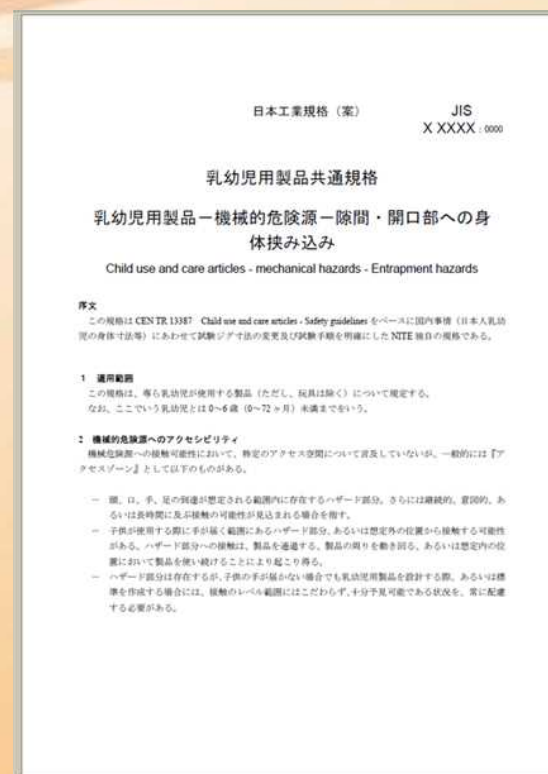 日本工業規格（案）
JIS
X XXXX : 0000
乳幼児用製品共通規格
乳幼児用製品－機械的危険源－隙間・開口部への身
体挟み込み
Child use and care articles - mechanical hazards - Entrapment hazards
序文
この規格は CEN TR 13387 Child use and care articles - Safety guidelines をベースに国内事情（日本人乳幼
児の身体寸法等）にあわせて試験ジグ寸法の変更及び試験手順を明確にした NITE 独自の規格である。
1 適用範囲
この規格は、専ら乳幼児が使用する製品（ただし、玩具は除く）について規定する。
なお、ここでいう乳幼児とは 0～6 歳（0～72 ヶ月）未満までをいう。
2 機械的危険源へのアクセシビリティ
機械危険源への接触可能性において、特定のアクセス空間について言及していないが、一般的には『ア
クセスゾーン』として以下のものがある。
－ 頭、口、手、足の到達が想定される範囲内に存在するハザード部分。さらには継続的、意図的、あ
るいは長時間に及ぶ接触の可能性が見込まれる場合を指す。
－ 子供が使用する際に手が届く範囲にあるハザード部分、あるいは想定外の位置から接触する可能性
がある。ハザード部分への接触は、製品を通過する、製品の周りを動き回る、あるいは想定内の位
置において製品を使い続けることにより起こり得る。
－ ハザード部分は存在するが、子供の手が届かない場合でも乳幼児用製品を設計する際、あるいは標
準を作成する場合には、接触のレベル範囲にはこだわらず、十分予見可能である状況を、常に配慮
する必要がある。